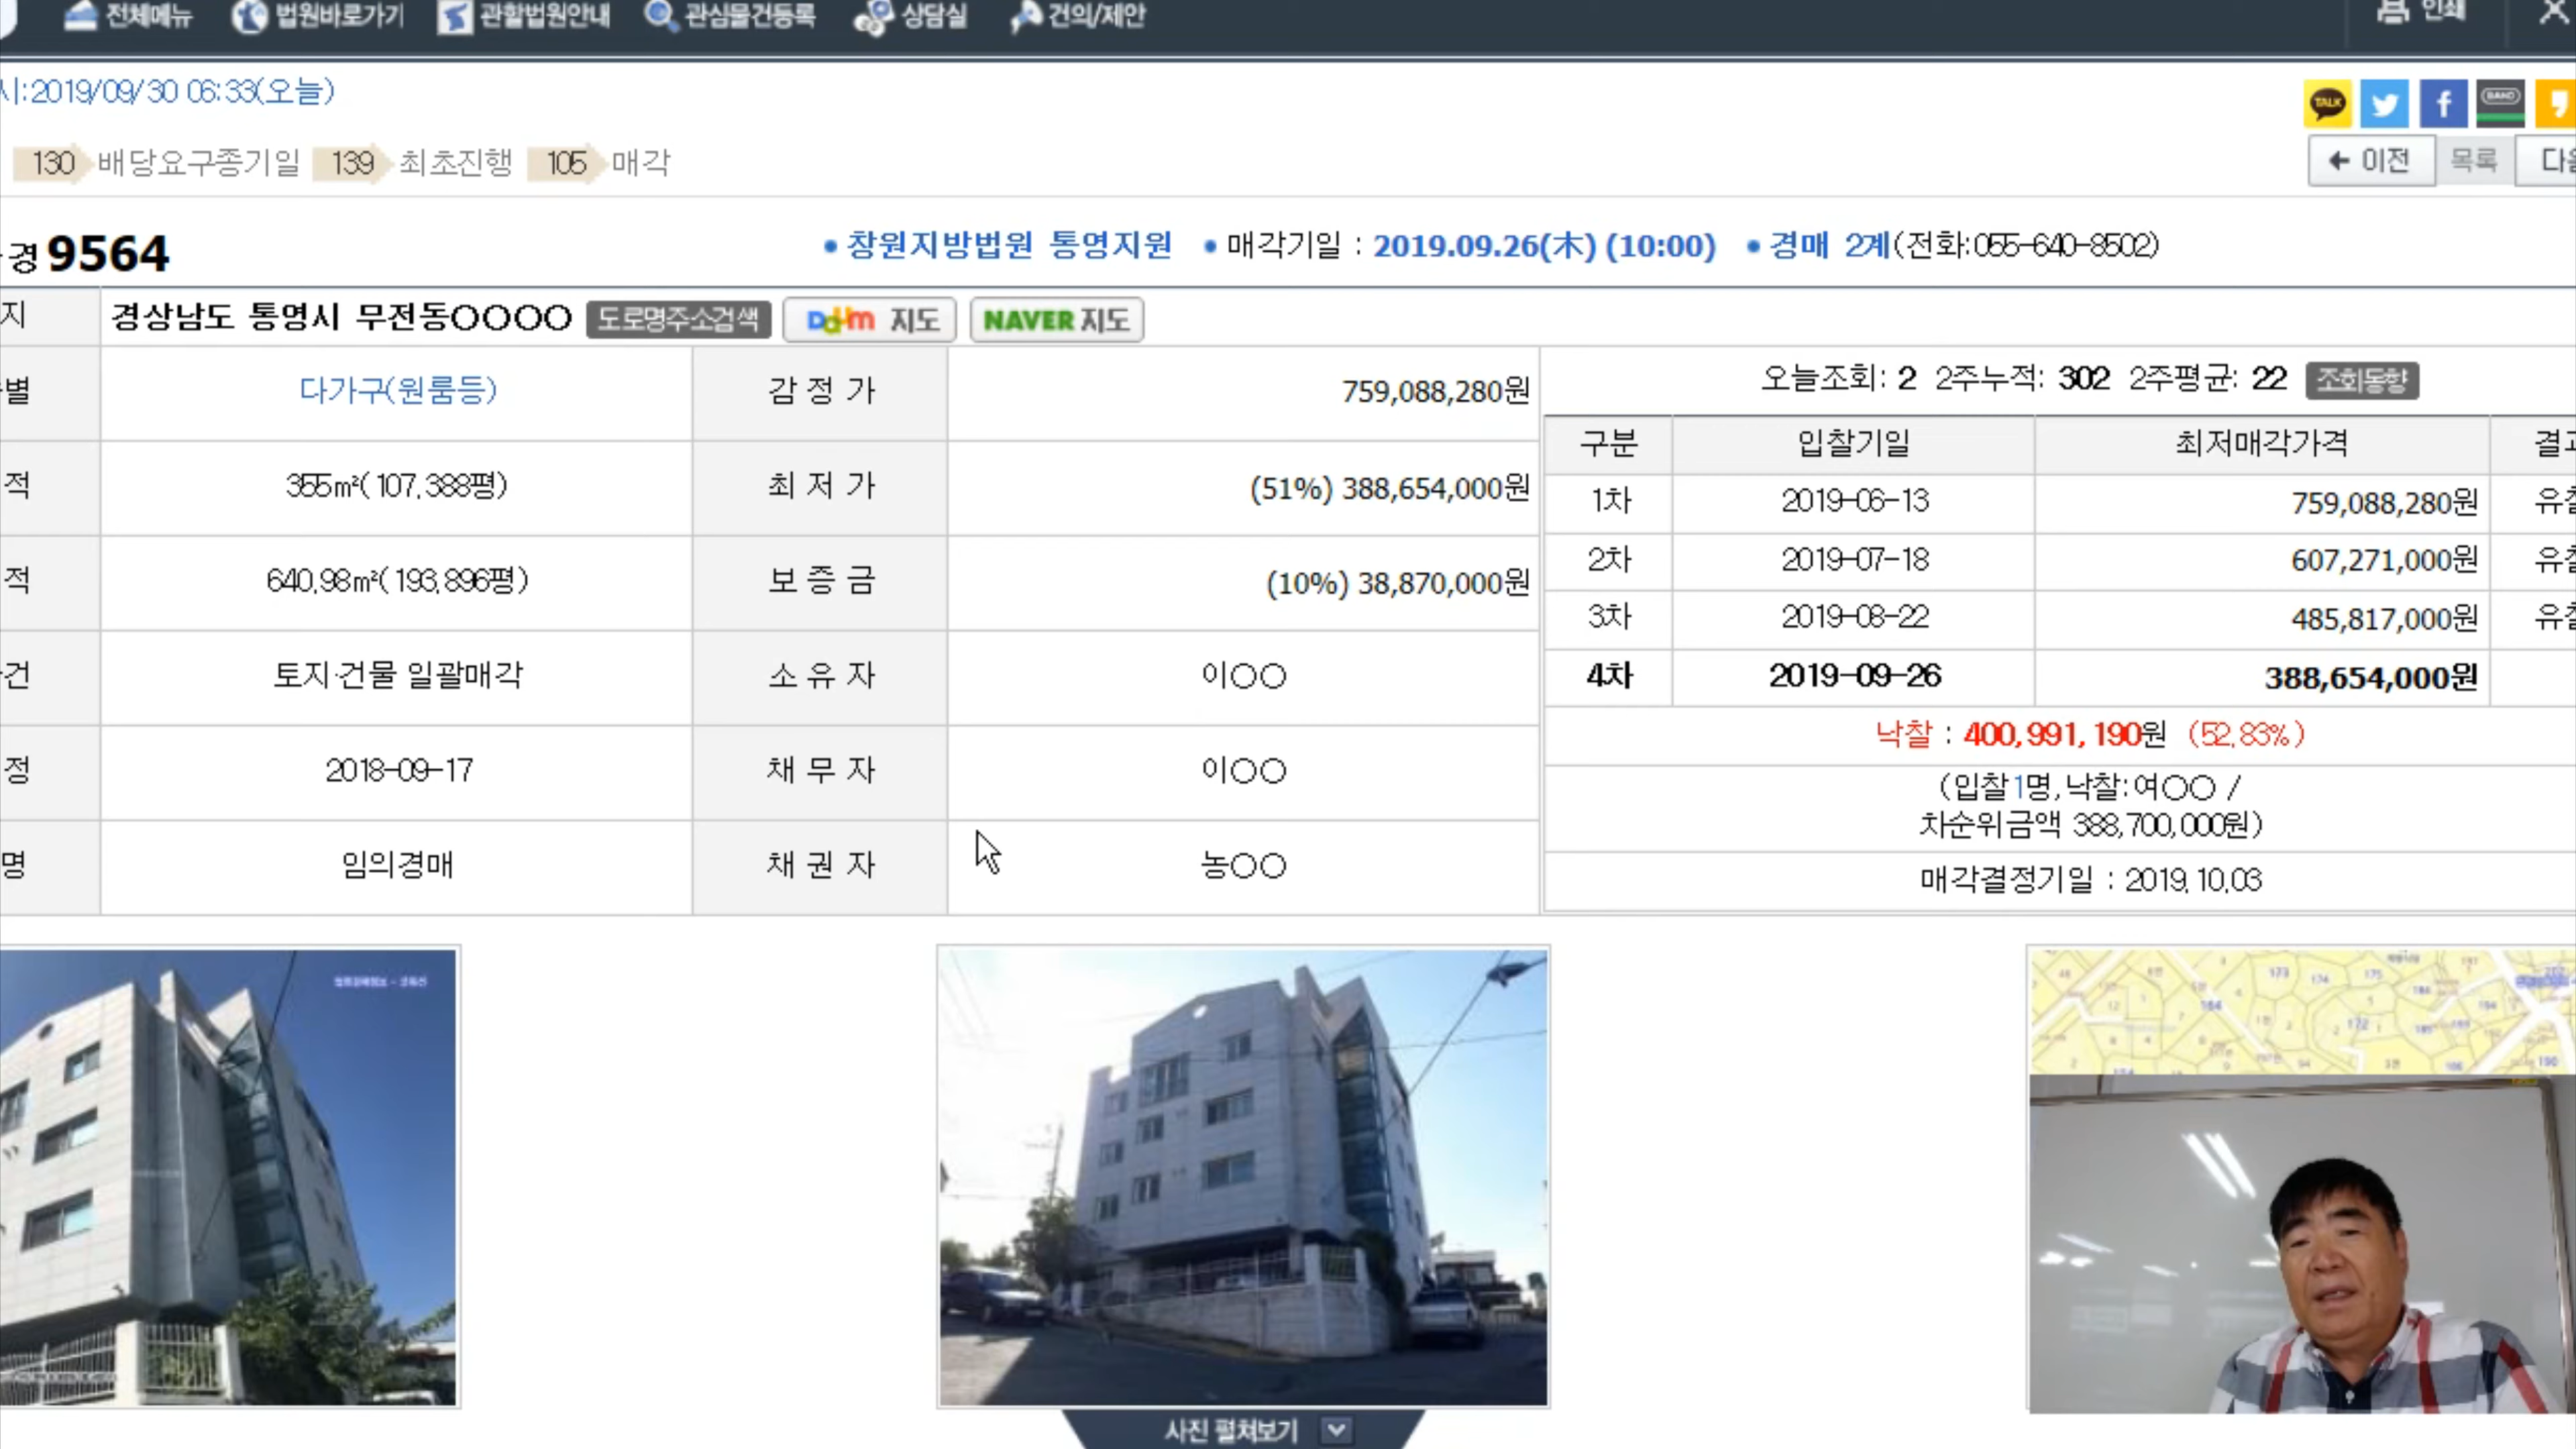 전체메뉴 법원바로가기 관할법원안내 관심물건등록 상담실 건의/제안 인쇄
시:2019/09/30 06:33(오늘)
TALK BAND
130 배당요구종기일 139 최초진행 105 매각
이전 목록
경 9564
• 창원지방법원 통영지원 • 매각기일 : 2019.09.26(木) (10:00) • 경매 2계(전화:055-640-8502)
지 경상남도 통영시 무전동○○○○ 도로명주소검색 Daum 지도 NAVER 지도
별 다가구(원룸등) 감 정 가 759,088,280원
적 355㎡(107.388평) 최 저 가 (51%) 388,654,000원
적 640.98㎡(193.896평) 보 증 금 (10%) 38,870,000원
건 토지·건물 일괄매각 소 유 자 이○○
정 2018-09-17 채 무 자 이○○
명 임의경매 채 권 자 농○○
오늘조회: 2 2주누적: 302 2주평균: 22 조회동향
구분 입찰기일 최저매각가격
1차 2019-06-13 759,088,280원
2차 2019-07-18 607,271,000원
3차 2019-08-22 485,817,000원
4차 2019-09-26 388,654,000원
낙찰 : 400,991,190원 (52.83%)
(입찰1명,낙찰:여○○ /
차순위금액 388,700,000원)
매각결정기일 : 2019.10.03
사진 펼쳐보기